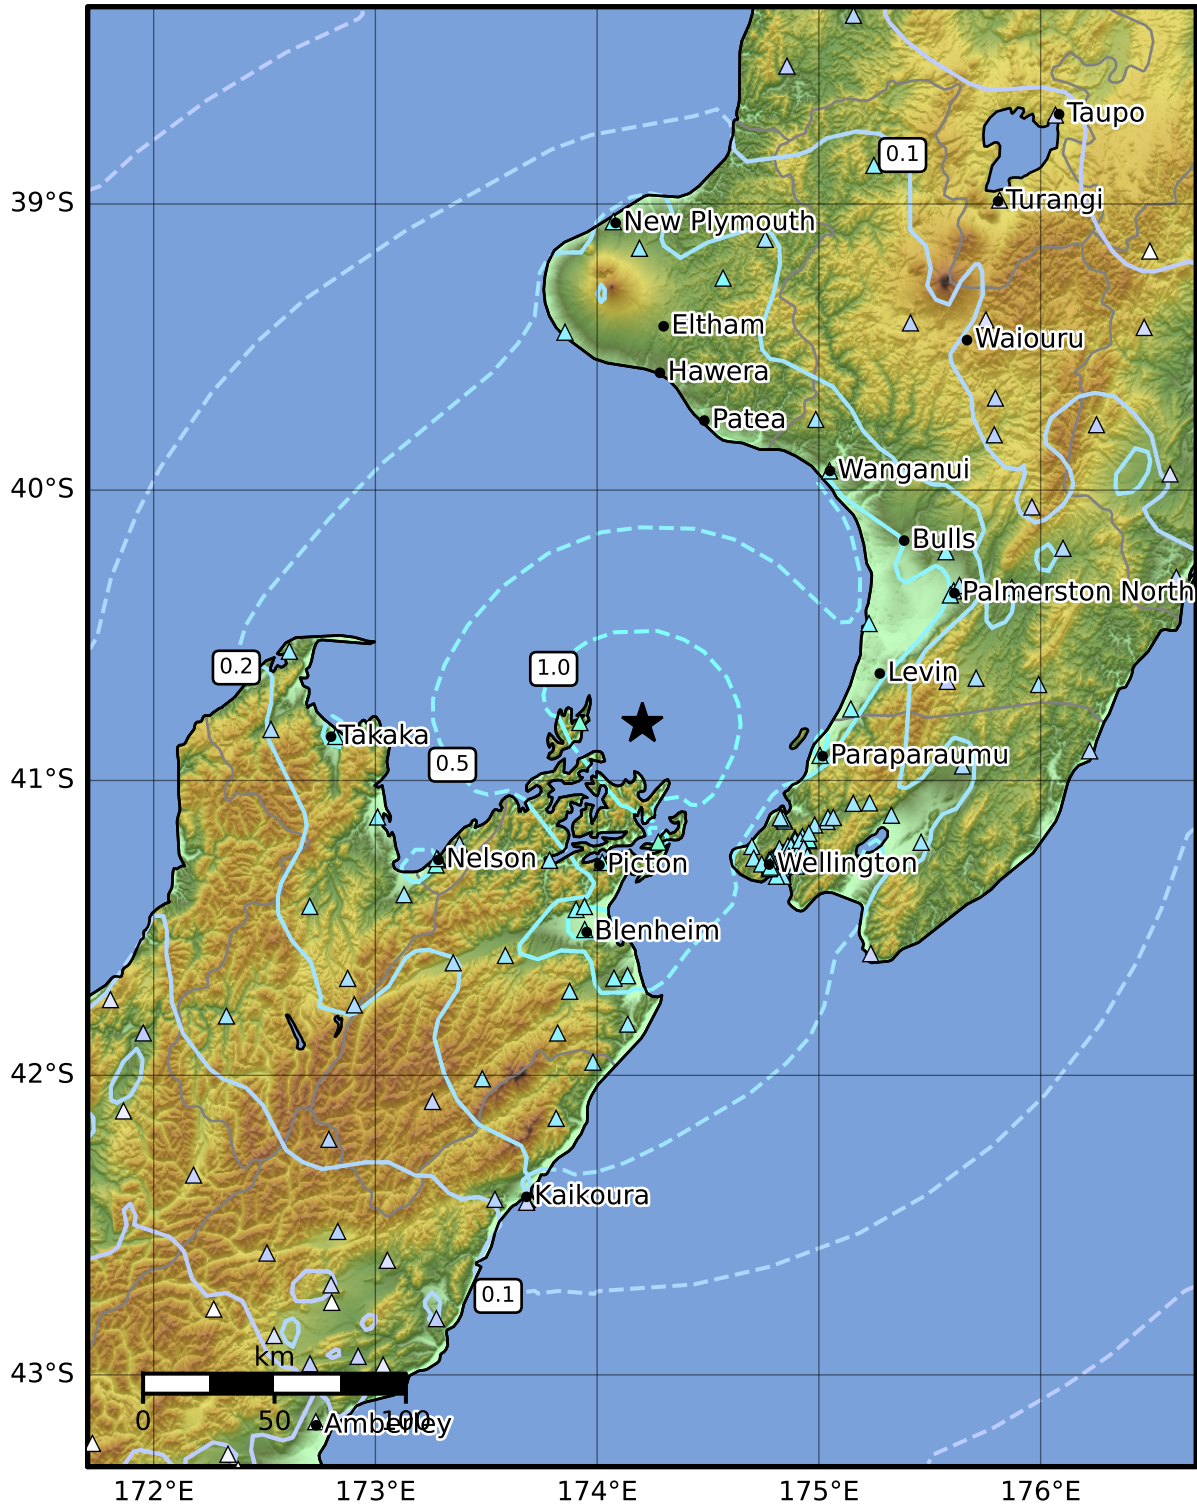 Taupo
0.1
39°S
Turangi
New Plymouth
Eltham
Waiouru
Hawera
Patea
Wanganui
40°S
Bulls
Palmerston North
0.2
1.0
Levin
Takaka
0.5
Paraparaumu
41°S
Nelson
Picton
Wellington
Blenheim
42°S
Kaikoura
0.1
km
43°S
0 50 100
Amberley
172°E 173°E 174°E 175°E 176°E